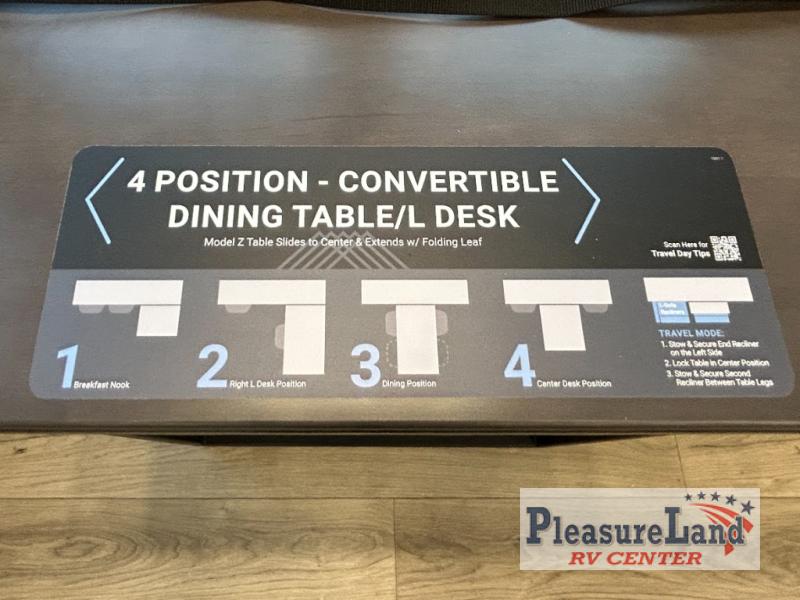 4 POSITION - CONVERTIBLE
DINING TABLE/L DESK
Model Z Table Slides to Center & Extends w/ Folding Leaf
Scan Here for
Travel Day Tips
1 Breakfast Nook
2 Right L Desk Position
3 Dining Position
4 Center Desk Position
Recliners
TRAVEL MODE:
1. Stow & Secure End Recliner
on the Left Side
2. Lock Table in Center Position
3. Stow & Secure Second
Recliner Between Table Legs
PLEASURELAND
RV CENTER